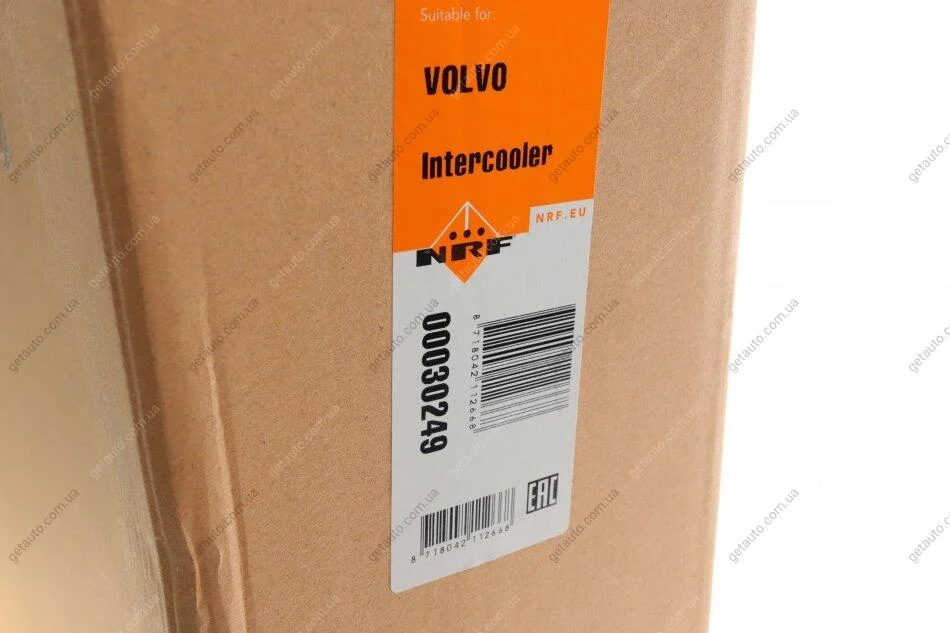 Suitable for:
VOLVO
Intercooler
NRF.EU
NRF
00030249
8 718042 112668
8 718042 112668
EAC
getauto.com.ua